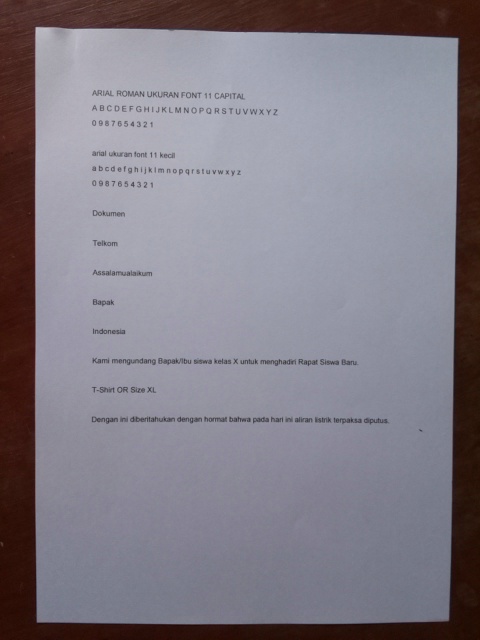 ARIAL ROMAN UKURAN FONT 11 CAPITAL
A B C D E F G H I J K L M N O P Q R S T U V W X Y Z
0 9 8 7 6 5 4 3 2 1
arial ukuran font 11 kecil
a b c d e f g h i j k l m n o p q r s t u v w x y z
0 9 8 7 6 5 4 3 2 1
Dokumen
Telkom
Assalamualaikum
Bapak
Indonesia
Kami mengundang Bapak/Ibu siswa kelas X untuk menghadiri Rapat Siswa Baru.
T-Shirt OR Size XL
Dengan ini diberitahukan dengan hormat bahwa pada hari ini aliran listrik terpaksa diputus.